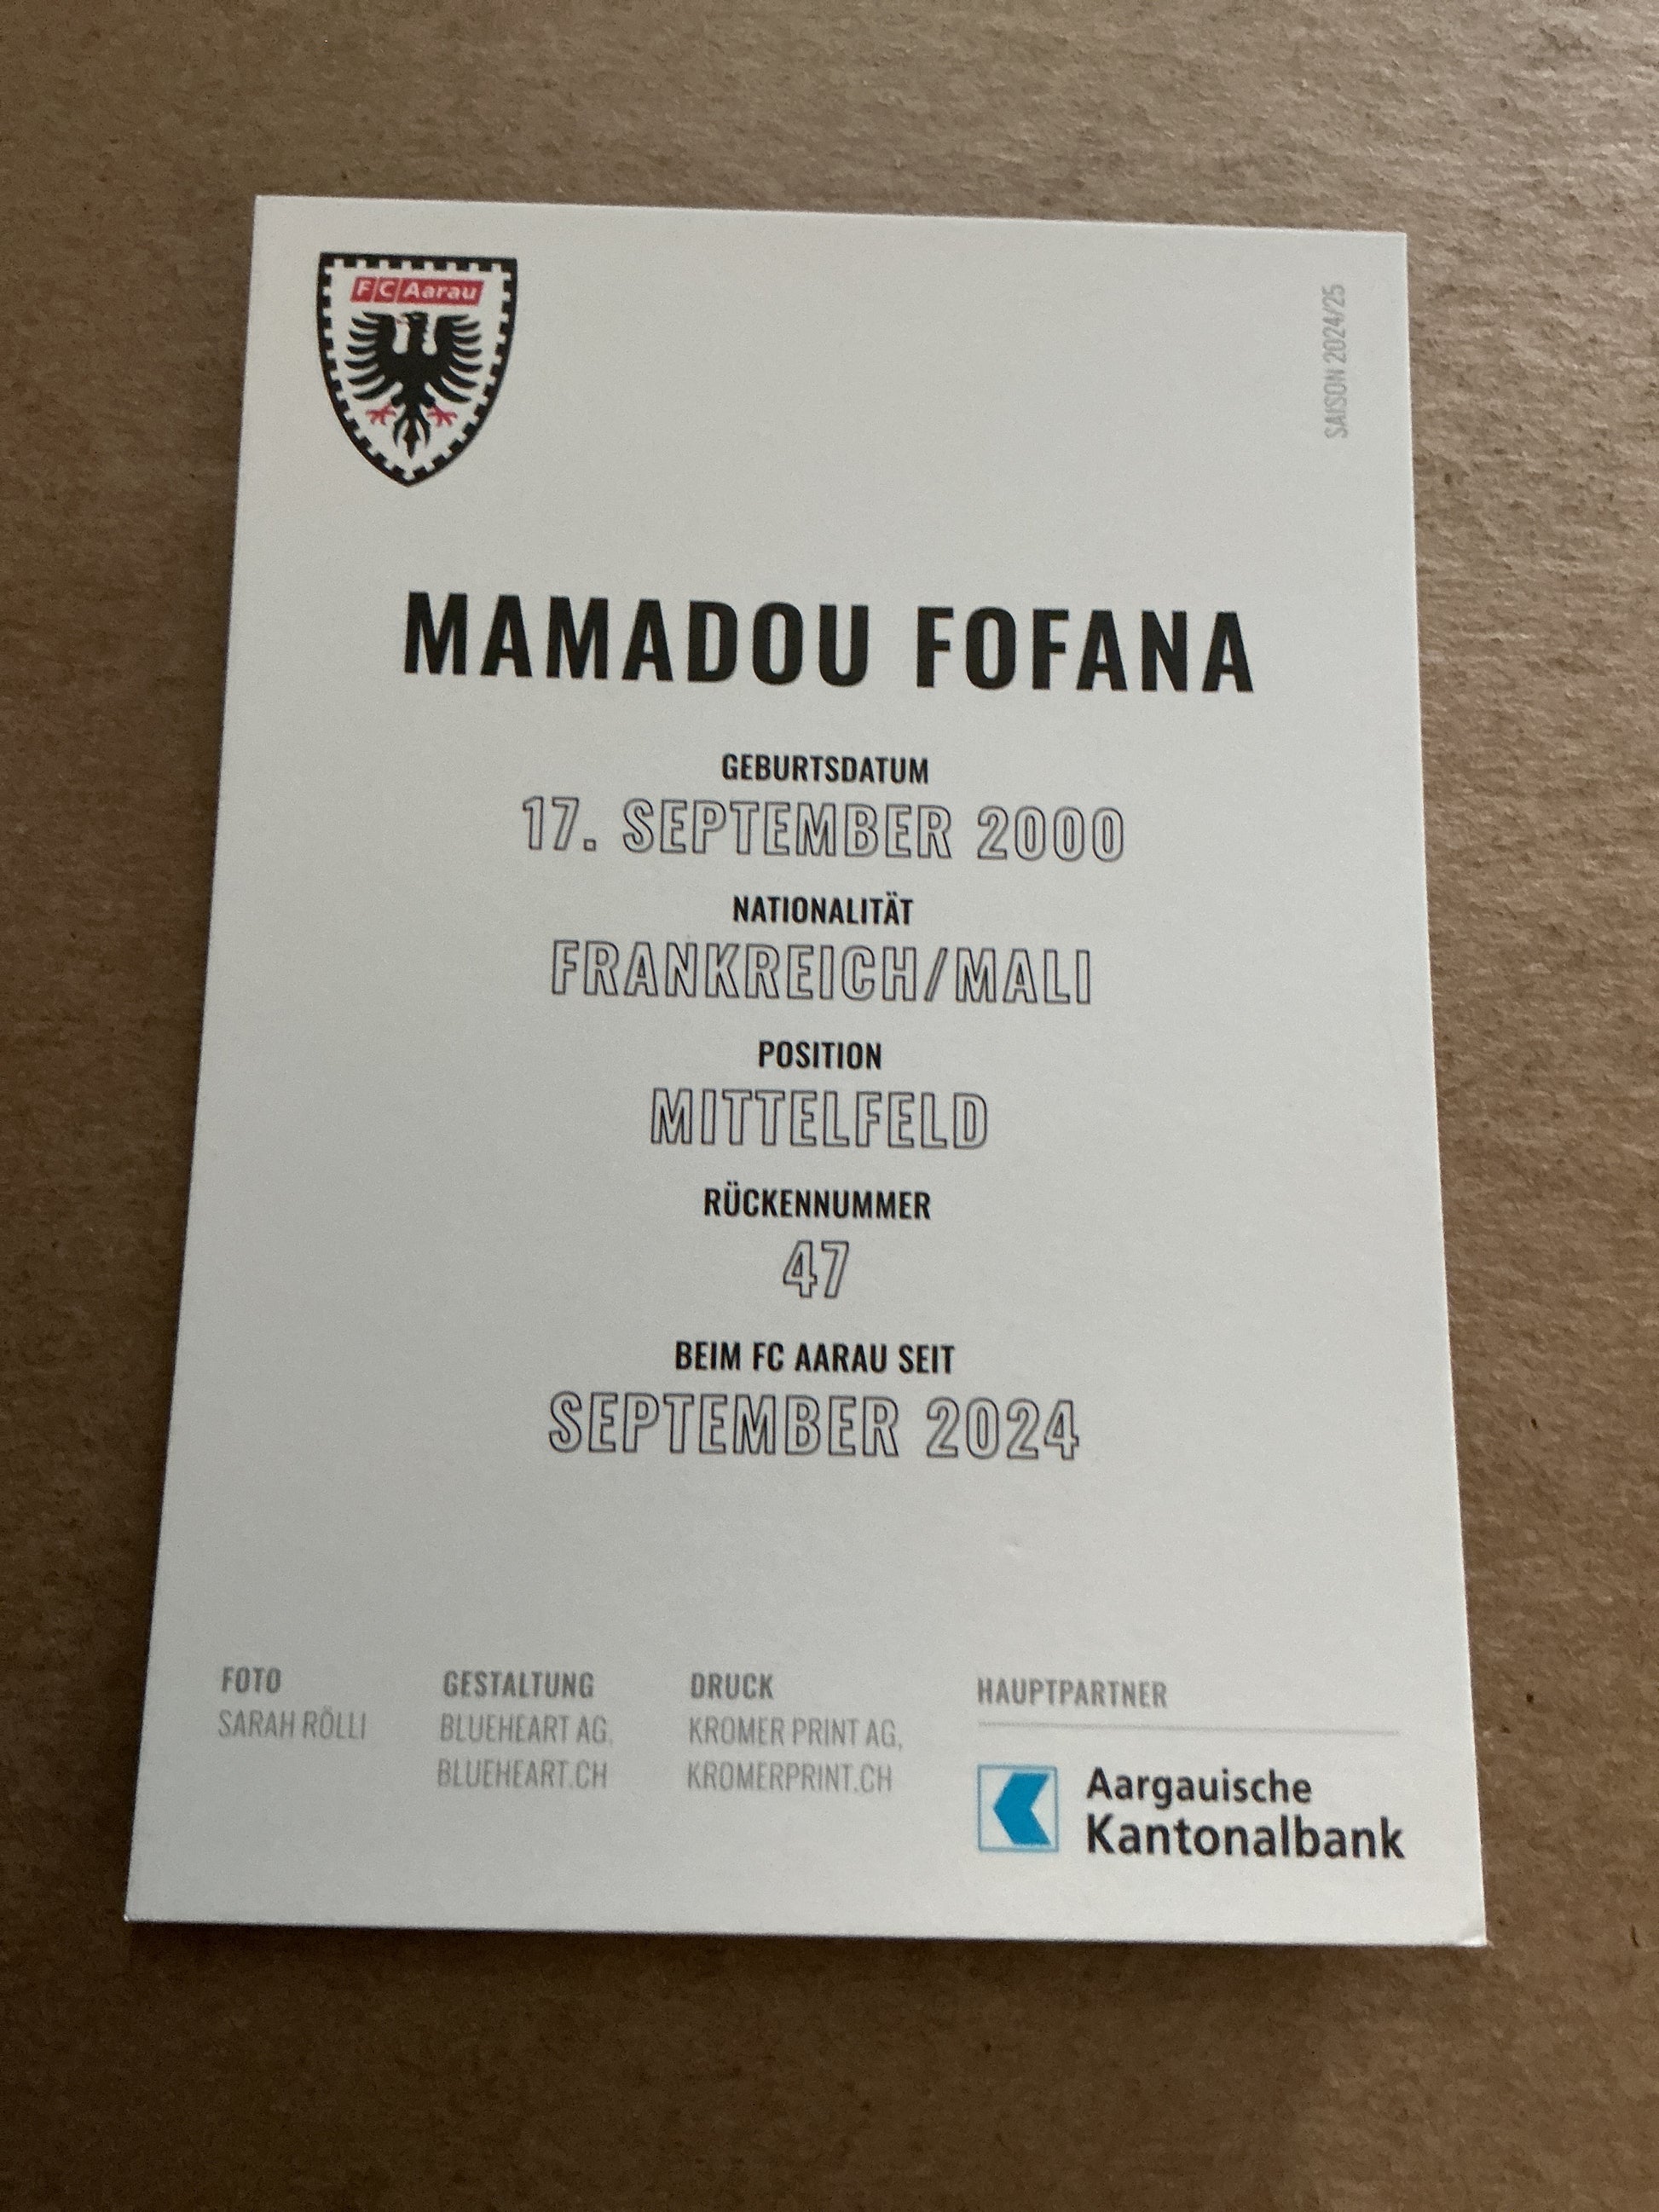 FC Aarau
SAISON 2024/25
MAMADOU FOFANA
GEBURTSDATUM
17. SEPTEMBER 2000
NATIONALITÄT
FRANKREICH/MALI
POSITION
MITTELFELD
RÜCKENNUMMER
47
BEIM FC AARAU SEIT
SEPTEMBER 2024
FOTO
SARAH RÖLLI
GESTALTUNG
BLUEHEART AG,
BLUEHEART.CH
DRUCK
KROMER PRINT AG,
KROMERPRINT.CH
HAUPTPARTNER
Aargauische
Kantonalbank